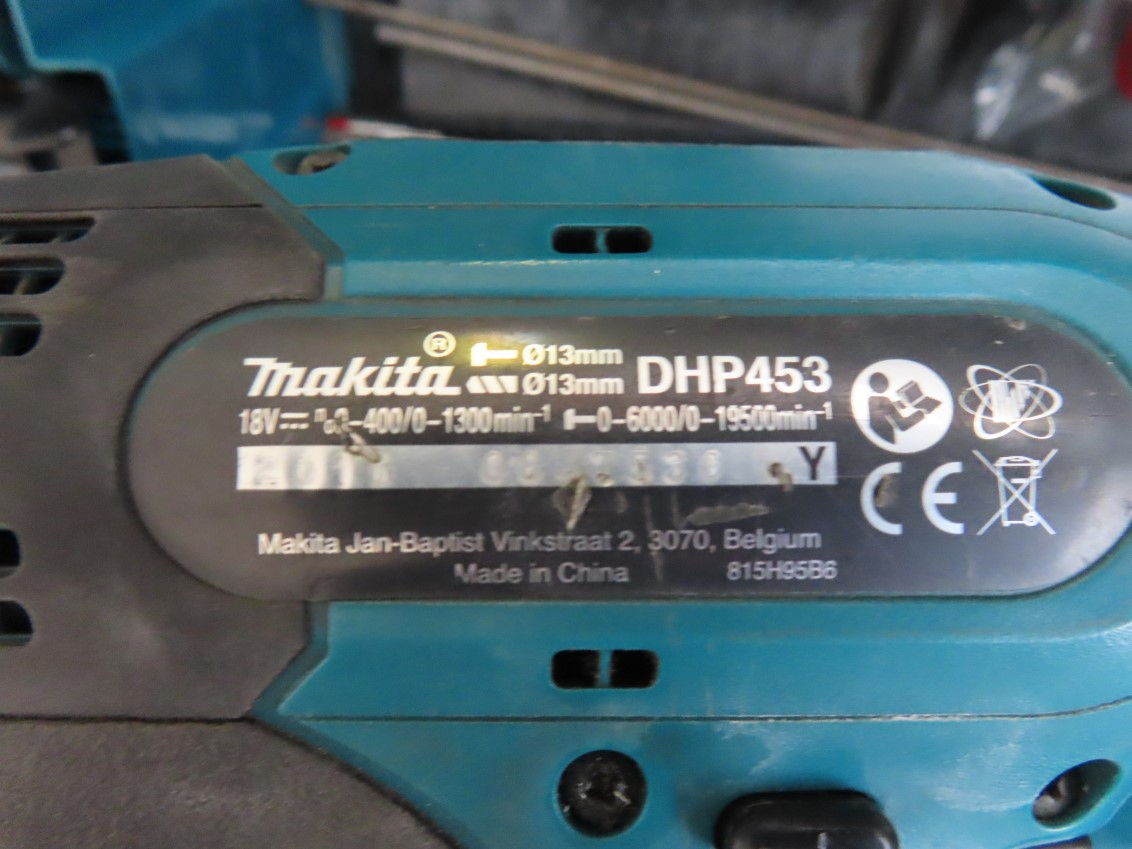 Makita® Ø13mm DHP453
Ø13mm
18V 0-400/0-1300min-1 0-6000/0-19500min-1
Y
CE
Makita Jan-Baptist Vinkstraat 2, 3070, Belgium
Made in China 815H95B6